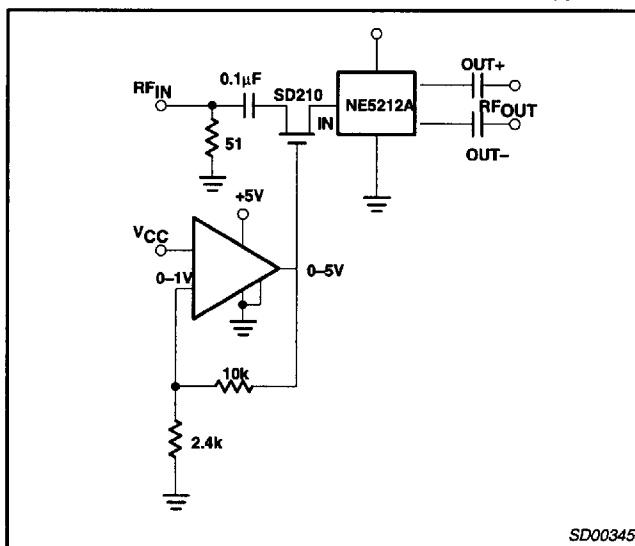 OUT+
0.1µF
SD210
RFIN
NE5212A
RFOUT
IN
51
OUT–
+5V
VCC
0–1V
0–5V
10k
2.4k
SD00345